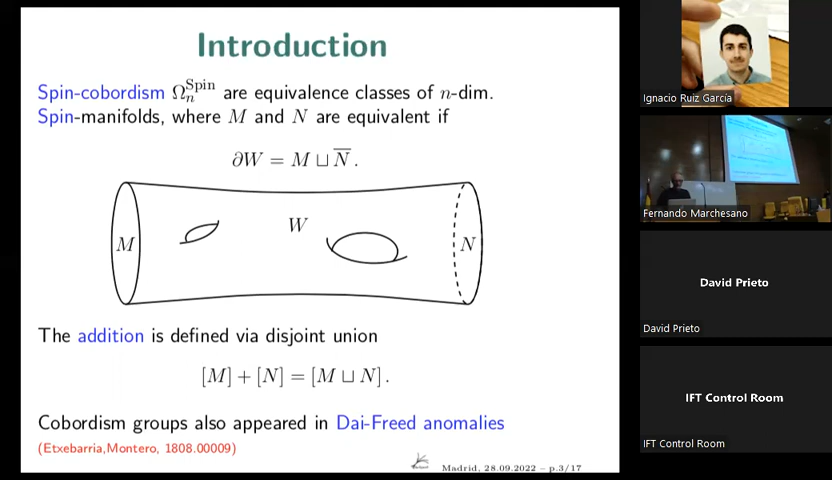 Introduction
Spin-cobordism Ω_n^Spin are equivalence classes of n-dim.
Spin-manifolds, where M and N are equivalent if
∂W = M ⊔ N̅ .
W
M
N
The addition is defined via disjoint union
[M] + [N] = [M ⊔ N] .
Cobordism groups also appeared in Dai-Freed anomalies
(Etxebarria,Montero, 1808.00009)
Madrid, 28.09.2022 – p.3/17
Ignacio Ruiz García
Fernando Marchesano
David Prieto
David Prieto
IFT Control Room
IFT Control Room